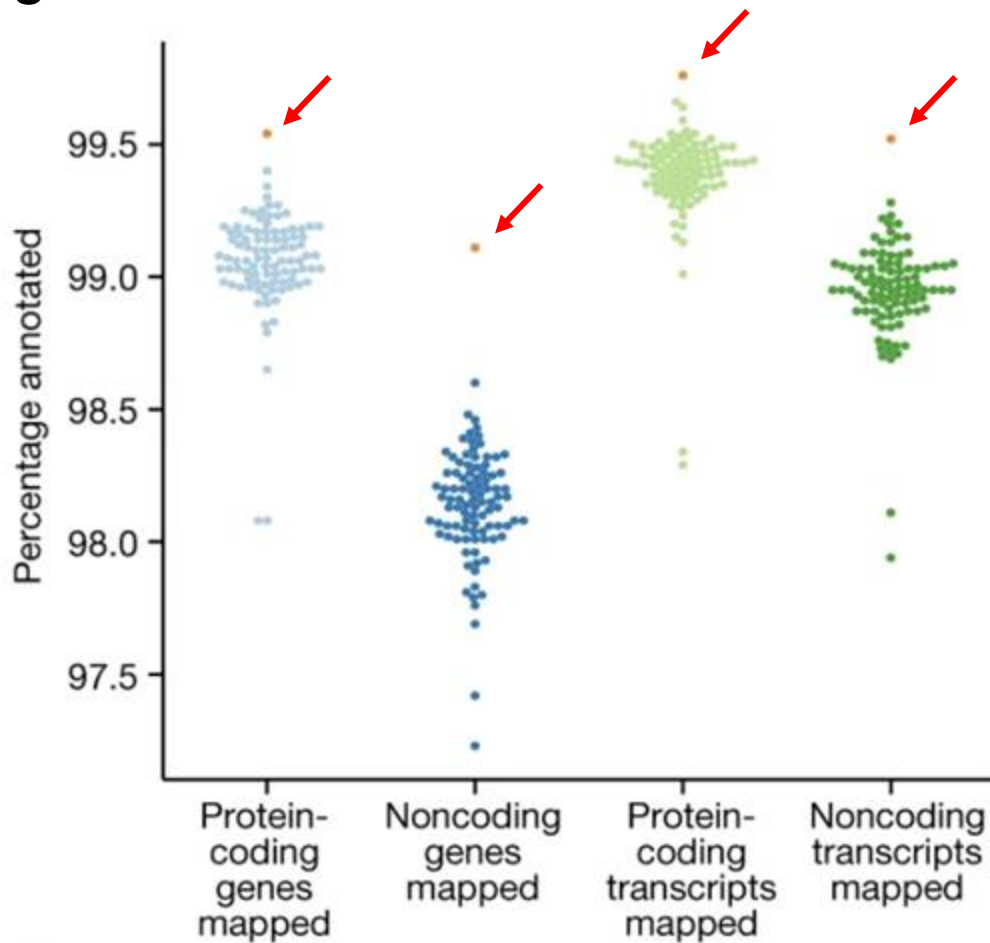 Percentage annotated
99.5
99.0
98.5
98.0
97.5
Protein-
coding
genes
mapped
Noncoding
genes
mapped
Protein-
coding
transcripts
mapped
Noncoding
transcripts
mapped